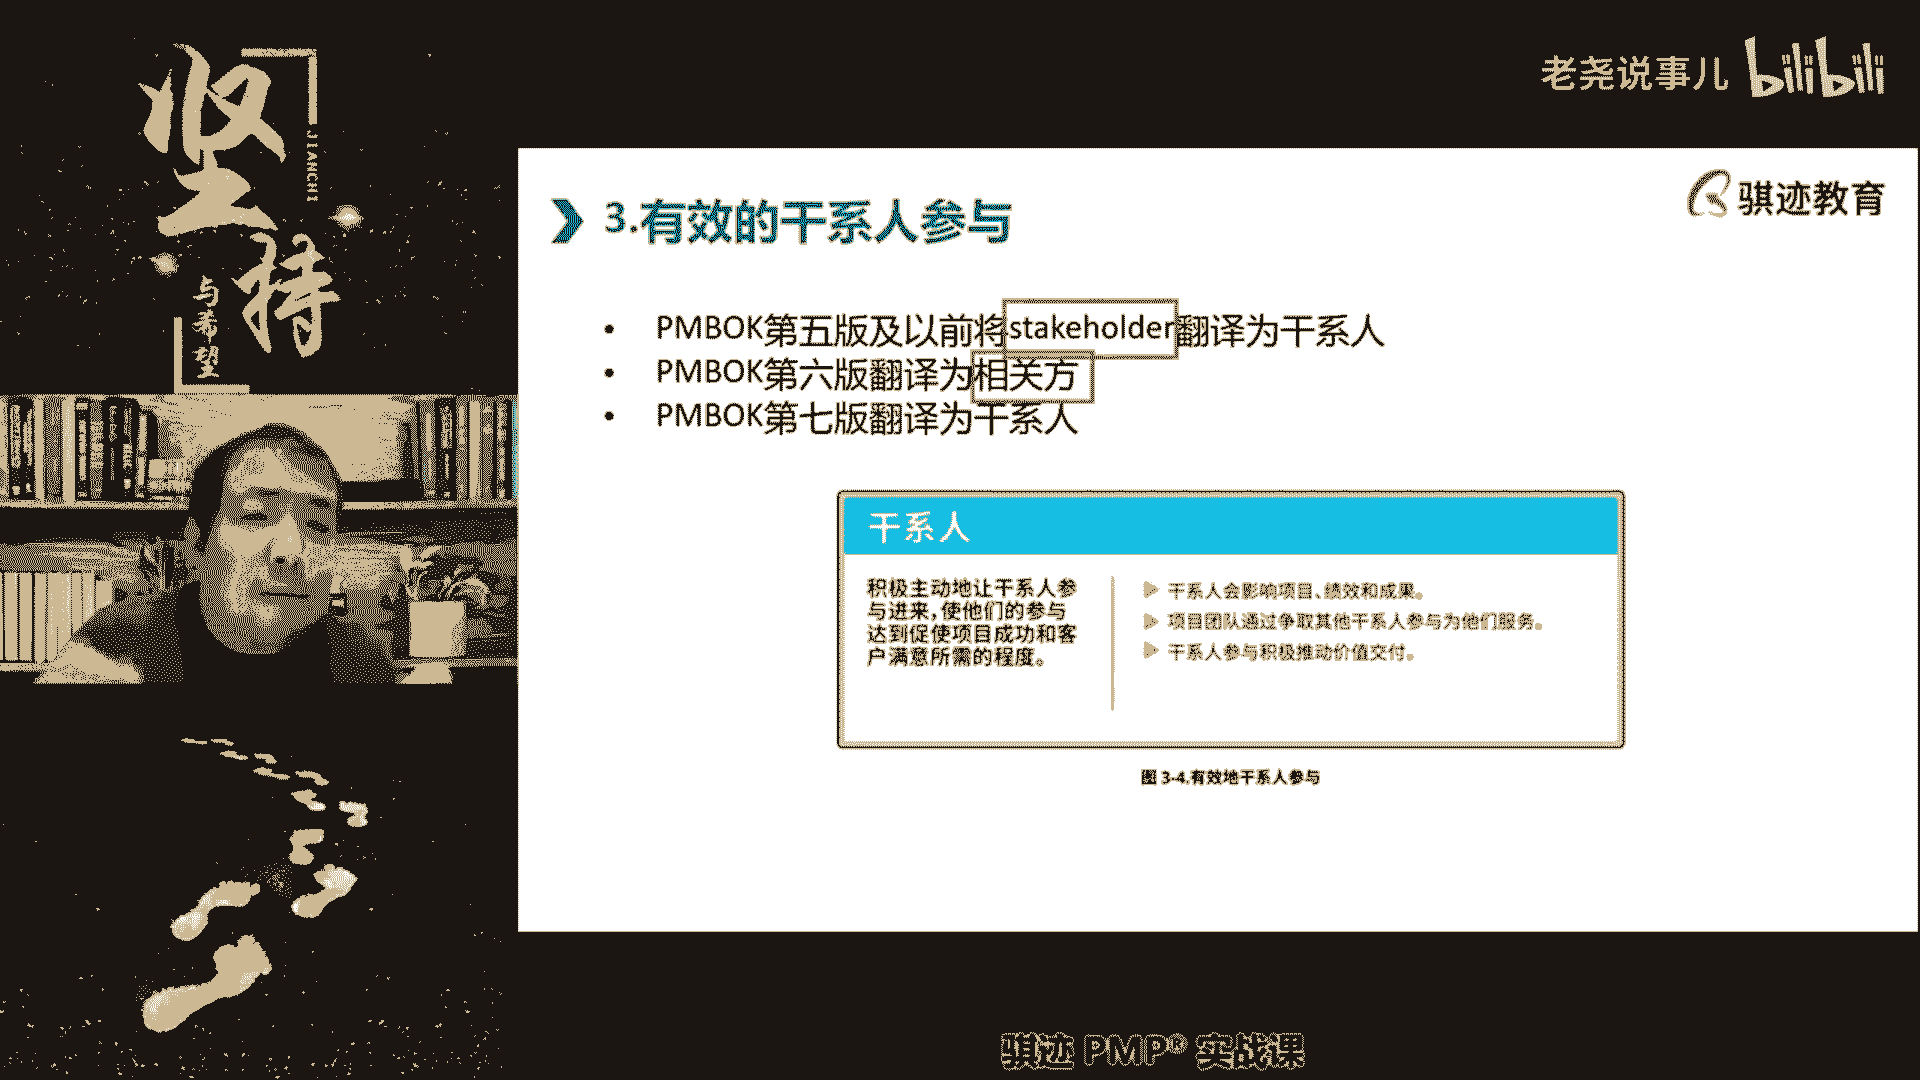 坚持
JIANCHI
与希望
老尧说事儿 bilibili
骐迹教育
3.有效的干系人参与
• PMBOK第五版及以前将stakeholder翻译为干系人
• PMBOK第六版翻译为相关方
• PMBOK第七版翻译为干系人
干系人
积极主动地让干系人参
与进来，使他们的参与
达到促使项目成功和客
户满意所需的程度。
干系人会影响项目、绩效和成果。
项目团队通过争取其他干系人参与为他们服务。
干系人参与积极推动价值交付。
图 3-4.有效地干系人参与
骐迹 PMP® 实战课